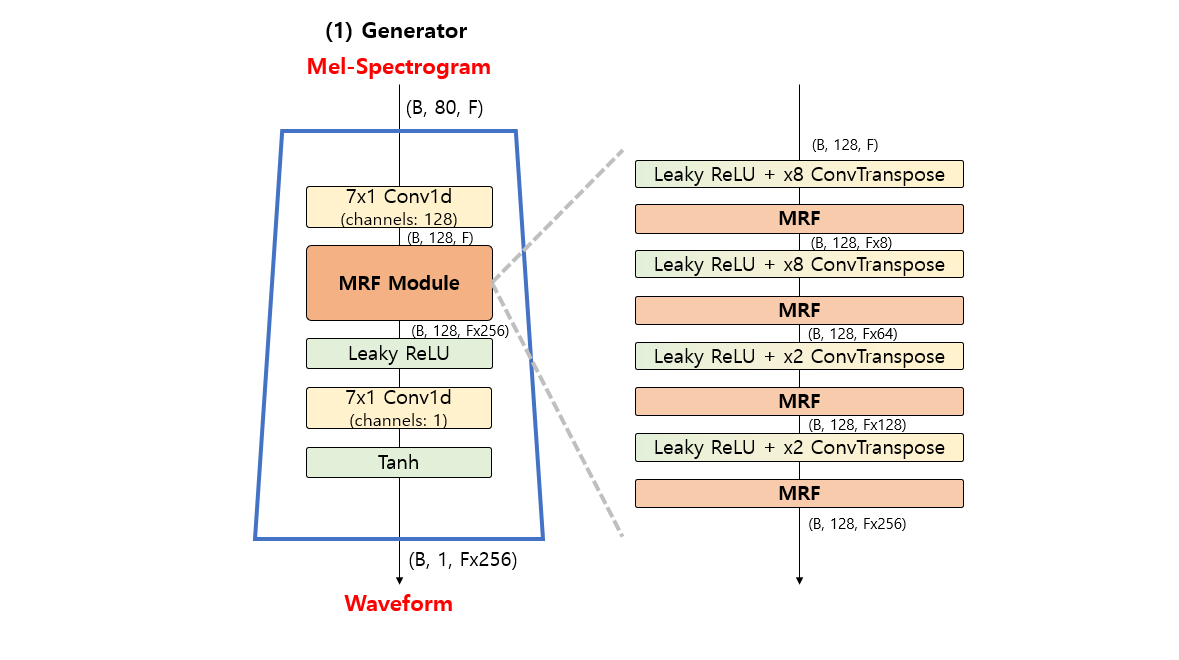 (1) Generator
Mel-Spectrogram
(B, 80, F)
7x1 Conv1d
(channels: 128)
(B, 128, F)
MRF Module
(B, 128, Fx256)
Leaky ReLU
7x1 Conv1d
(channels: 1)
Tanh
(B, 1, Fx256)
Waveform
(B, 128, F)
Leaky ReLU + x8 ConvTranspose
MRF
(B, 128, Fx8)
Leaky ReLU + x8 ConvTranspose
MRF
(B, 128, Fx64)
Leaky ReLU + x2 ConvTranspose
MRF
(B, 128, Fx128)
Leaky ReLU + x2 ConvTranspose
MRF
(B, 128, Fx256)